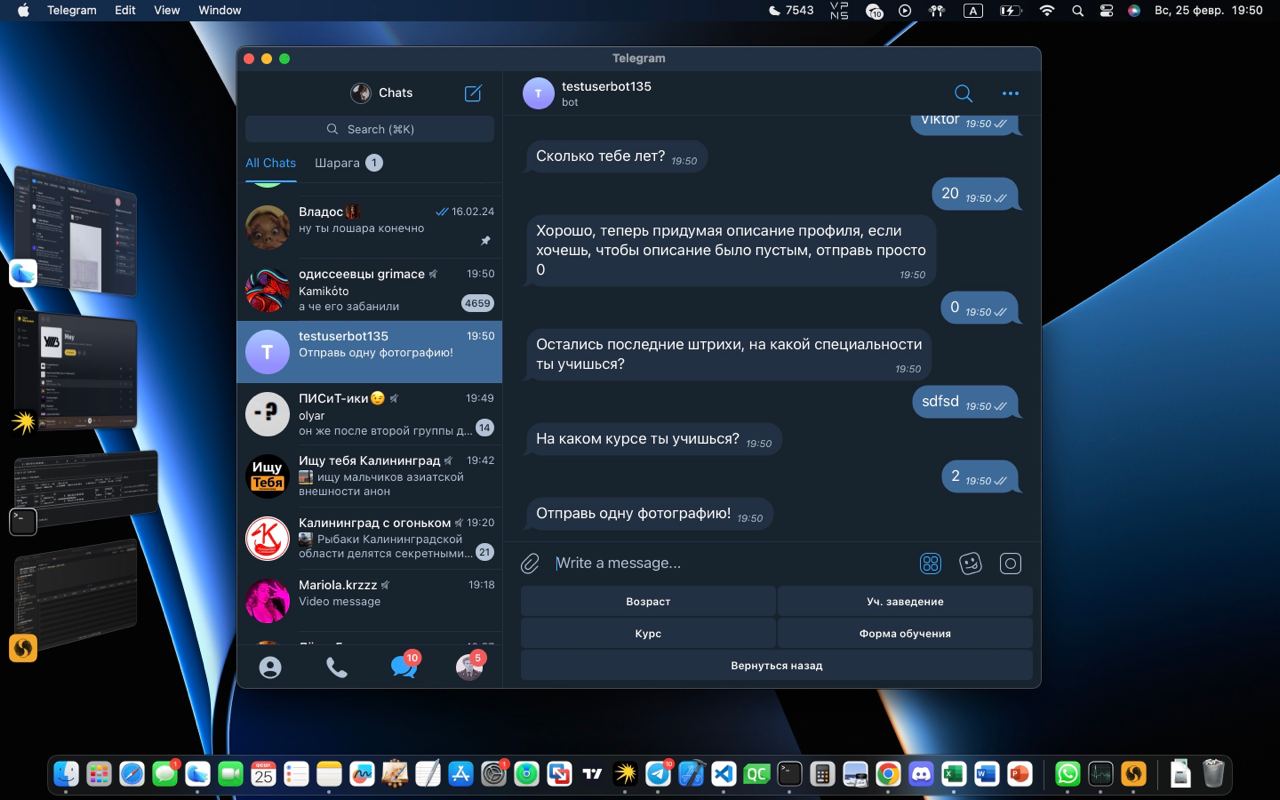 Telegram Edit View Window
7543
VP
NS
10
A
Вс, 25 февр. 19:50
Telegram
Chats
Search (⌘K)
All Chats Шарага 1
Владос 16.02.24
ну ты лошара конечно
одиссеевцы grimace 19:50
Kamikóto
а че его забанили 4659
T
testuserbot135 19:50
Отправь одну фотографию!
-?
ПИСиТ-ики😉 19:49
olyar
он же после второй группы д... 14
Ищу
Тебя
Ищу тебя Калининград 19:42
ищу мальчиков азиатской
внешности анон
Калининград с огоньком 19:20
Рыбаки Калининградской
области делятся секретными... 21
Mariola.krzzz 19:18
Video message
10
5
T
testuserbot135
bot
Viktor 19:50
Сколько тебе лет? 19:50
20 19:50
Хорошо, теперь придумая описание профиля, если
хочешь, чтобы описание было пустым, отправь просто
0 19:50
0 19:50
Остались последние штрихи, на какой специальности
ты учишься? 19:50
sdfsd 19:50
На каком курсе ты учишься? 19:50
2 19:50
Отправь одну фотографию! 19:50
Write a message...
Возраст Уч. заведение
Курс Форма обучения
Вернуться назад
25
QC